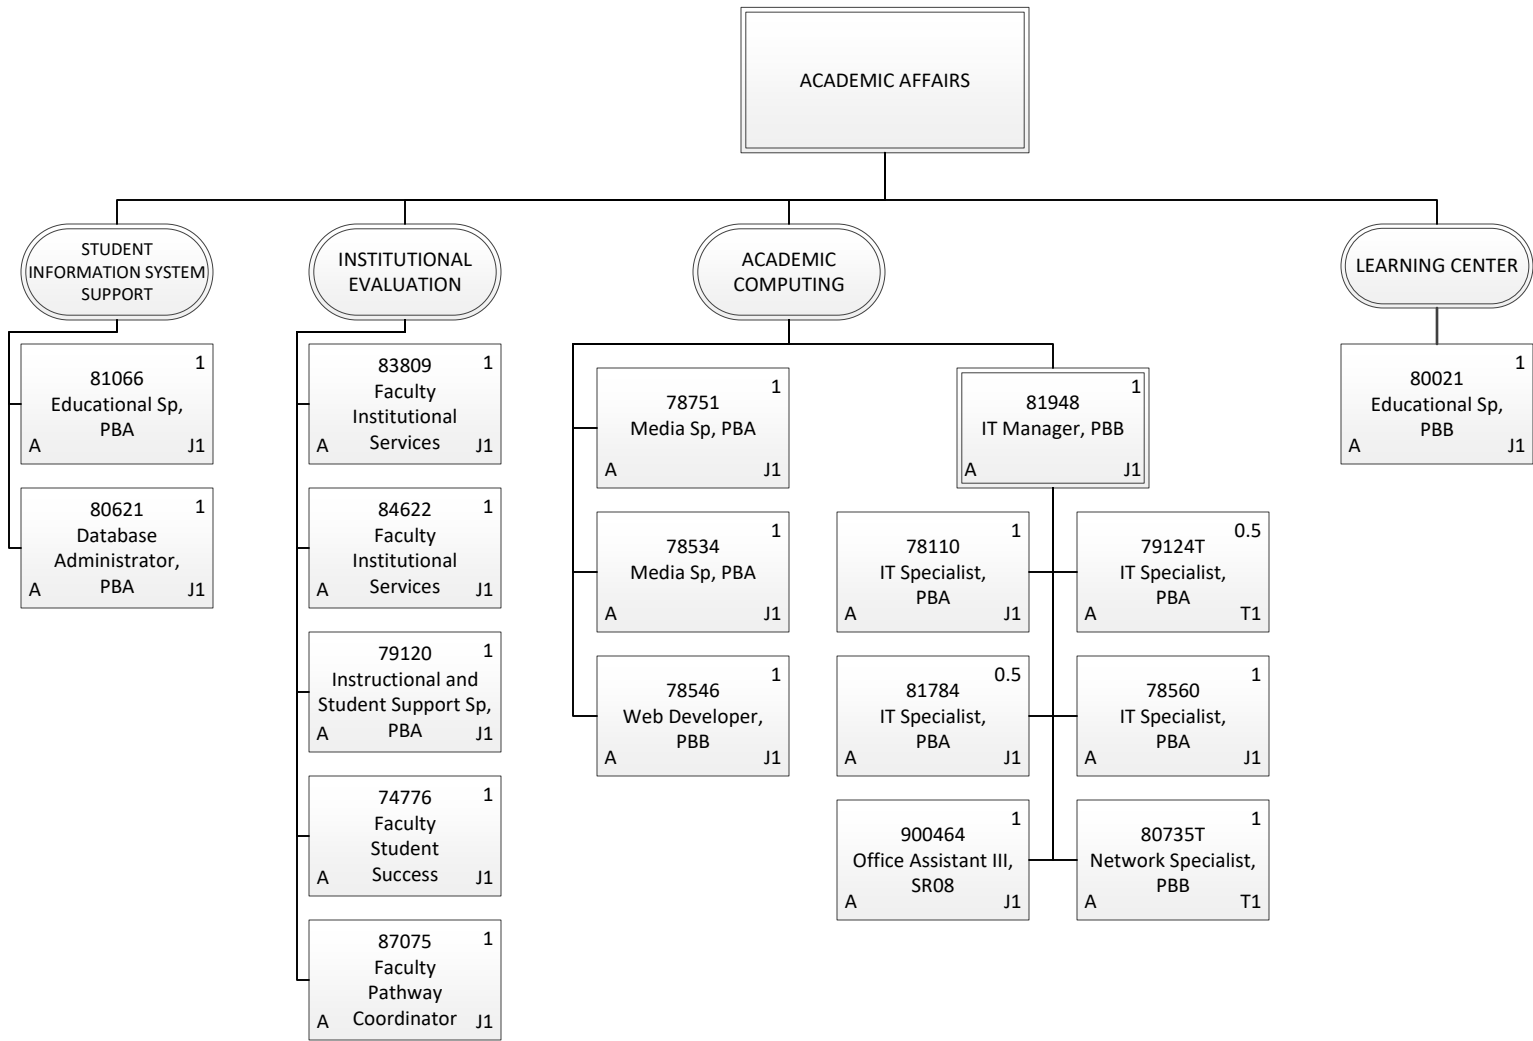 ACADEMIC AFFAIRS
STUDENT
INFORMATION SYSTEM
SUPPORT
1
81066
Educational Sp,
PBA
A
J1
1
80621
Database
Administrator,
PBA
A
J1
INSTITUTIONAL
EVALUATION
1
83809
Faculty
Institutional
Services
A
J1
1
84622
Faculty
Institutional
Services
A
J1
1
79120
Instructional and
Student Support Sp,
PBA
A
J1
1
74776
Faculty
Student
Success
A
J1
1
87075
Faculty
Pathway
Coordinator
A
J1
ACADEMIC
COMPUTING
1
78751
Media Sp, PBA
A
J1
1
78534
Media Sp, PBA
A
J1
1
78546
Web Developer,
PBB
A
J1
1
81948
IT Manager, PBB
A
J1
1
78110
IT Specialist,
PBA
A
J1
0.5
79124T
IT Specialist,
PBA
A
T1
0.5
81784
IT Specialist,
PBA
A
J1
1
78560
IT Specialist,
PBA
A
J1
1
900464
Office Assistant III,
SR08
A
J1
1
80735T
Network Specialist,
PBB
A
T1
LEARNING CENTER
1
80021
Educational Sp,
PBB
A
J1